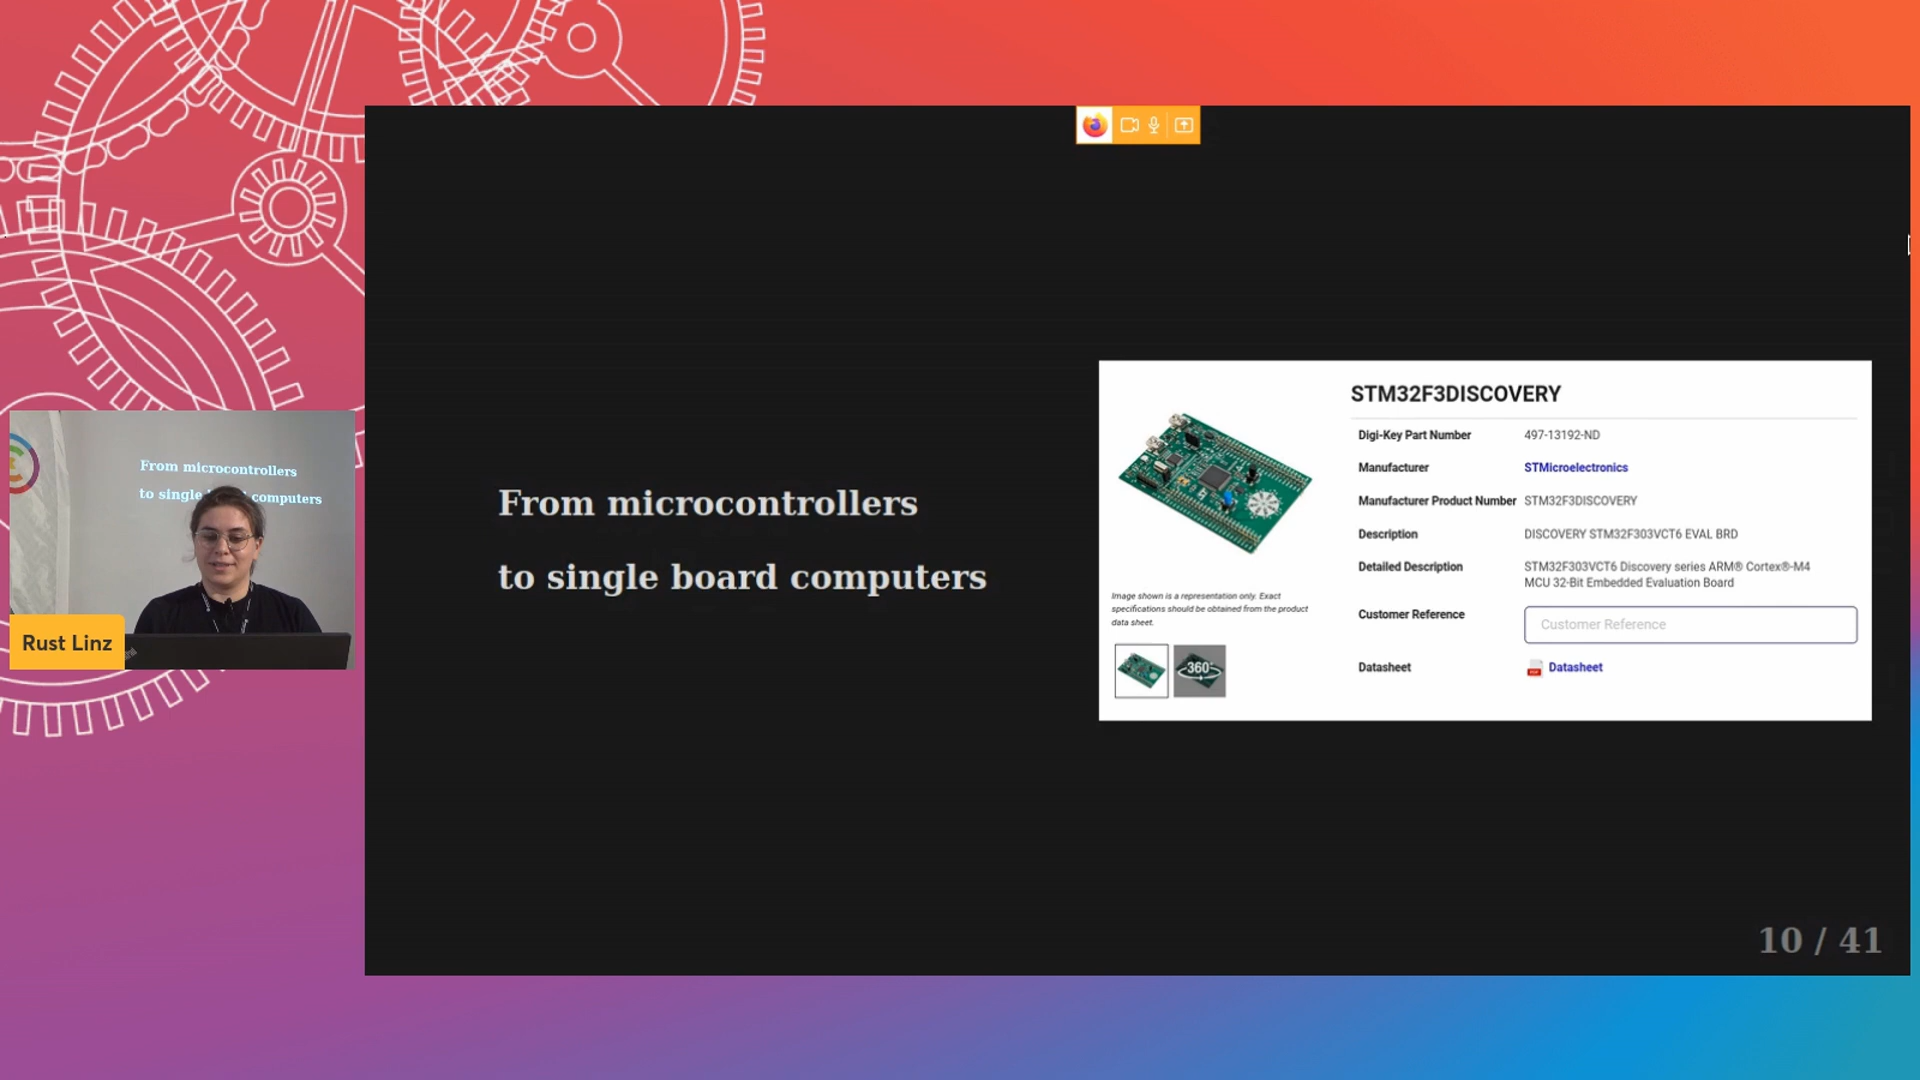 From microcontrollers
to single board computers
STM32F3DISCOVERY
Digi-Key Part Number 497-13192-ND
Manufacturer STMicroelectronics
Manufacturer Product Number STM32F3DISCOVERY
Description DISCOVERY STM32F303VCT6 EVAL BRD
Detailed Description STM32F303VCT6 Discovery series ARM® Cortex®-M4
MCU 32-Bit Embedded Evaluation Board
Customer Reference Customer Reference
Datasheet Datasheet
Image shown is a representation only. Exact
specifications should be obtained from the product
data sheet.
360°
10 / 41
From microcontrollers
to single computers
Rust Linz